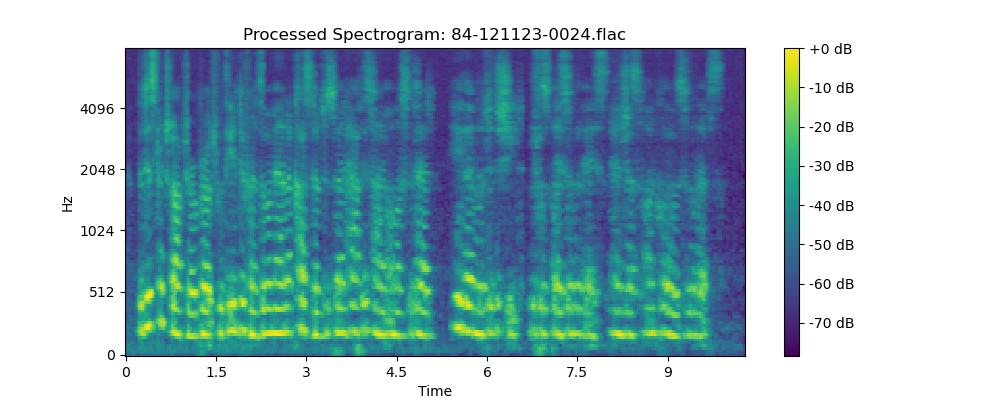 Processed Spectrogram: 84-121123-0024.flac
Hz
4096
2048
1024
512
0
0 1.5 3 4.5 6 7.5 9
Time
+0 dB
-10 dB
-20 dB
-30 dB
-40 dB
-50 dB
-60 dB
-70 dB